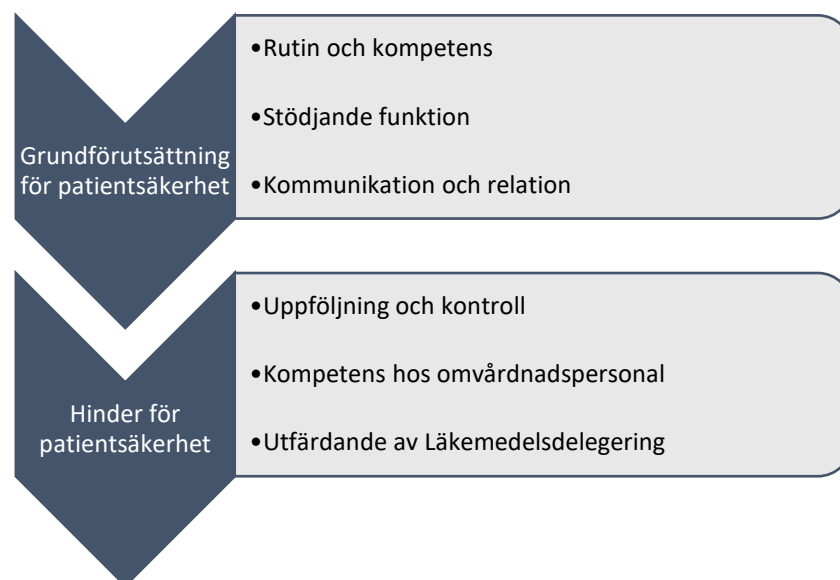 Grundförutsättning
för patientsäkerhet
•Rutin och kompetens
•Stödjande funktion
•Kommunikation och relation
Hinder för
patientsäkerhet
•Uppföljning och kontroll
•Kompetens hos omvårdnadspersonal
•Utfärdande av Läkemedelsdelegering